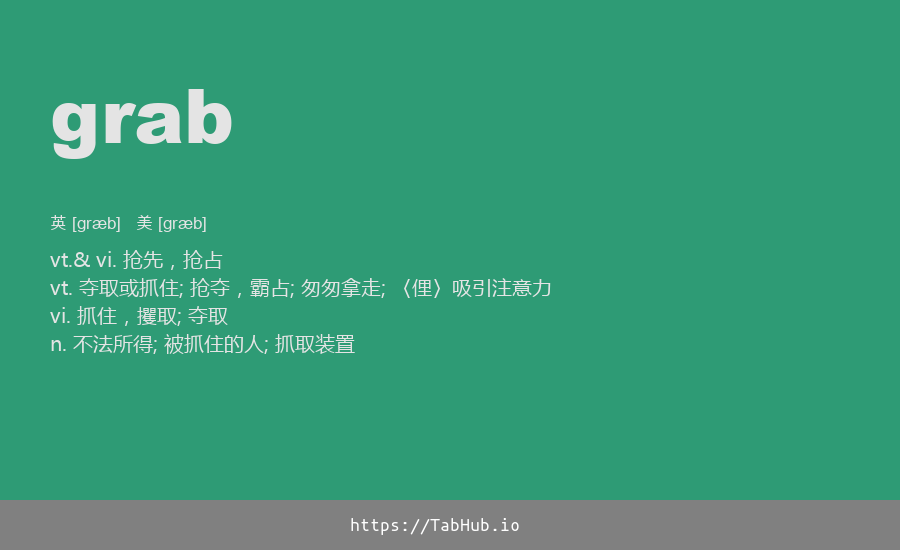 grab
英 [græb] 美 [græb]
vt.& vi. 抢先，抢占
vt. 夺取或抓住; 抢夺，霸占; 匆匆拿走; 〈俚〉吸引注意力
vi. 抓住，攫取; 夺取
n. 不法所得; 被抓住的人; 抓取装置
https://TabHub.io